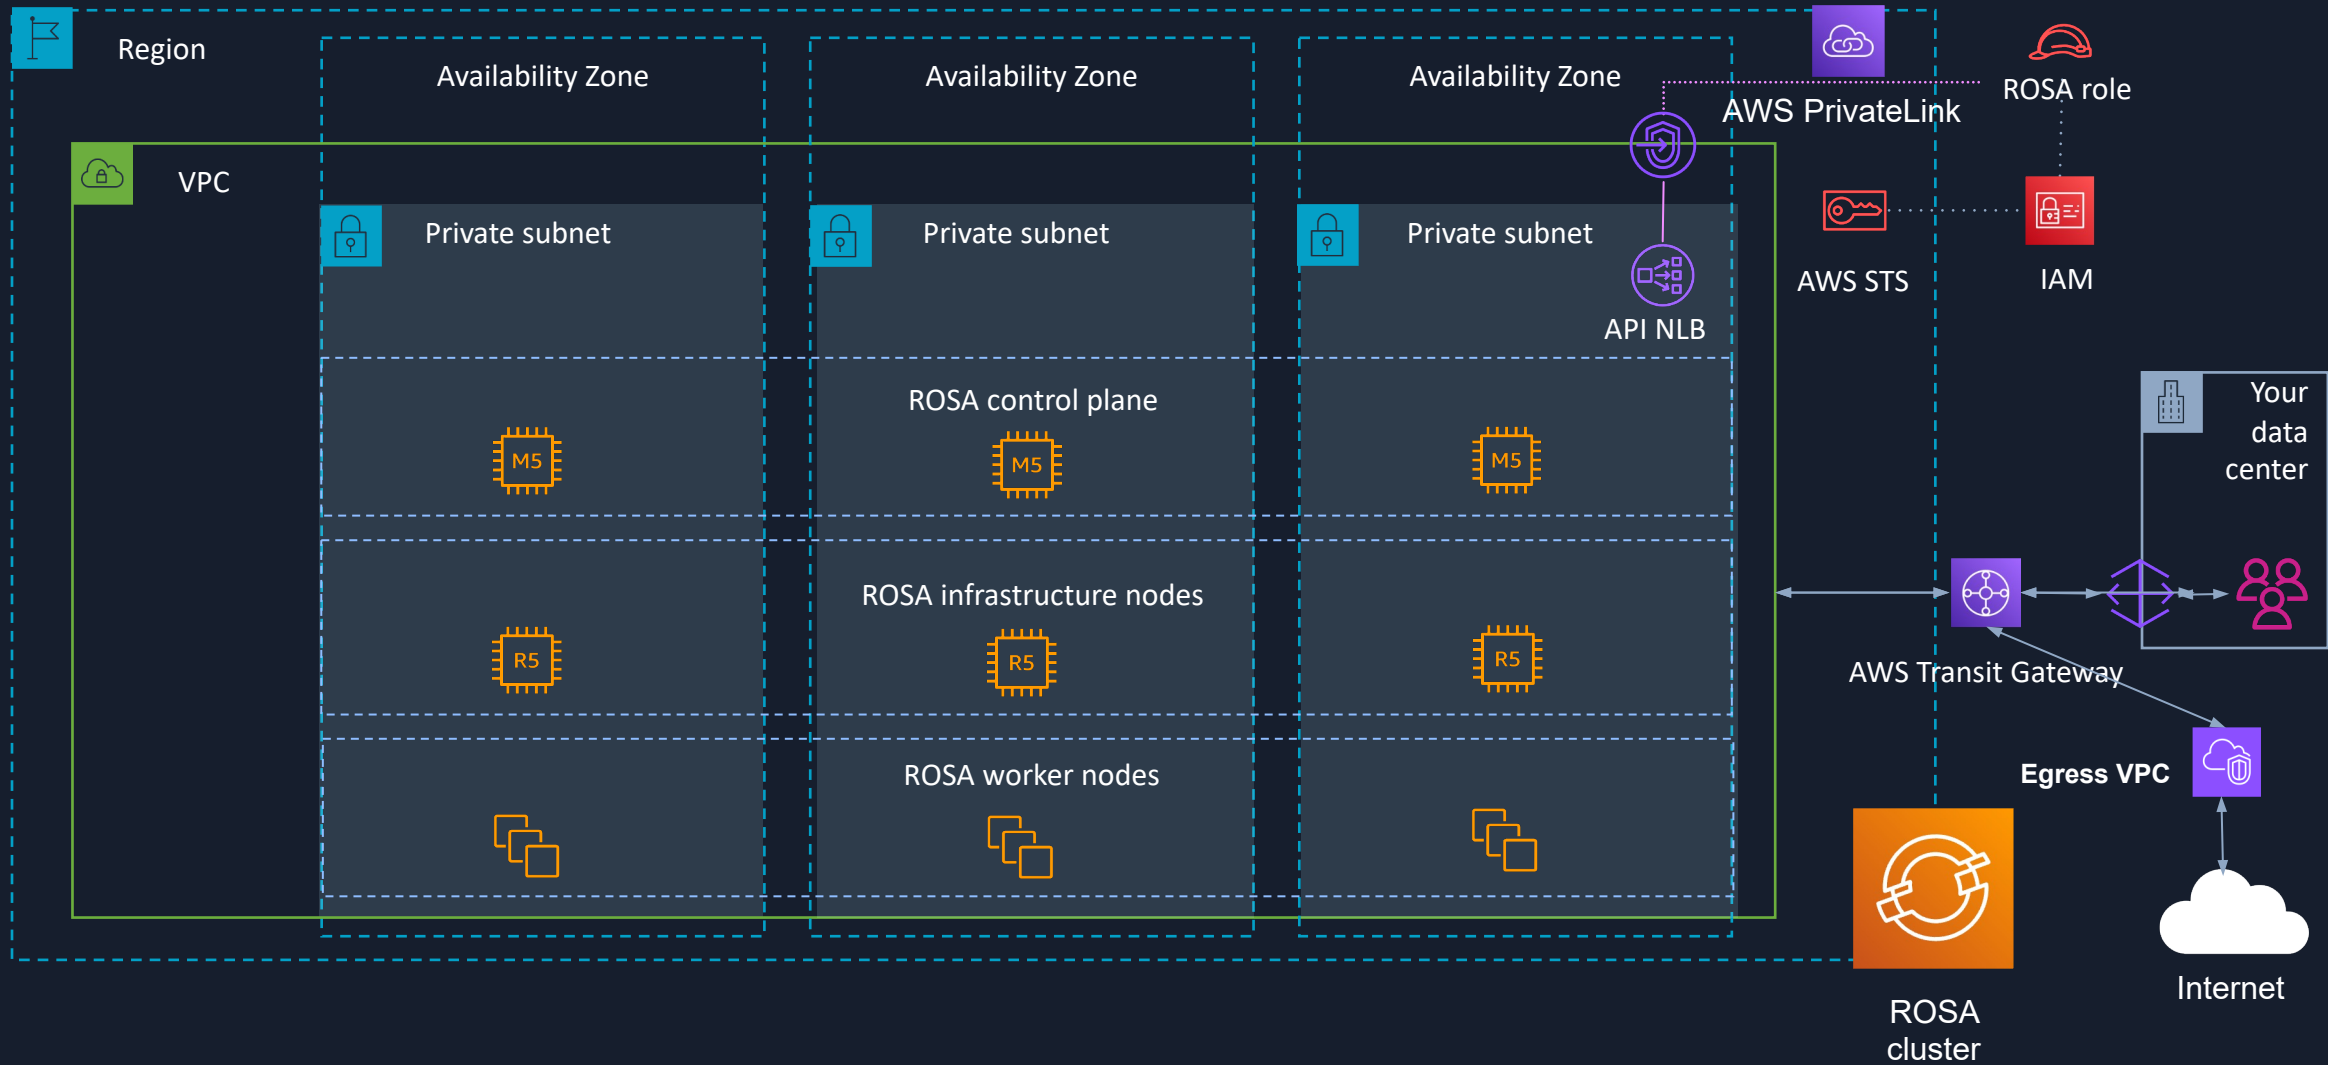 Region
Availability Zone
Availability Zone
Availability Zone
AWS PrivateLink
ROSA role
VPC
Private subnet
Private subnet
Private subnet
AWS STS
IAM
API NLB
ROSA control plane
M5
M5
M5
Your
data
center
ROSA infrastructure nodes
R5
R5
R5
AWS Transit Gateway
ROSA worker nodes
Egress VPC
Internet
ROSA
cluster